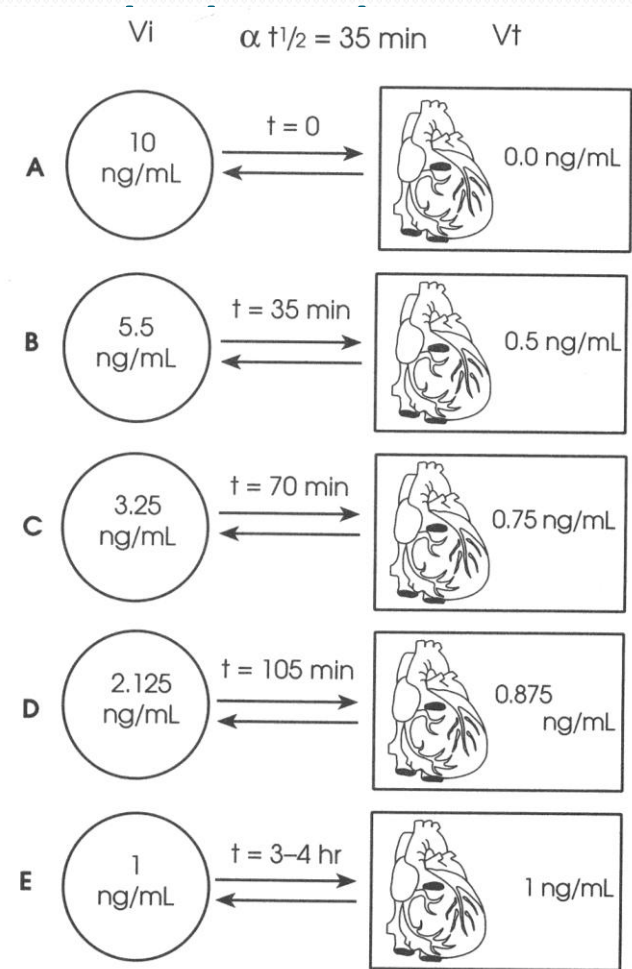 Vi α t1/2 = 35 min Vt
A
10
ng/mL
t = 0
0.0 ng/mL
B
5.5
ng/mL
t = 35 min
0.5 ng/mL
C
3.25
ng/mL
t = 70 min
0.75 ng/mL
D
2.125
ng/mL
t = 105 min
0.875
ng/mL
E
1
ng/mL
t = 3–4 hr
1 ng/mL